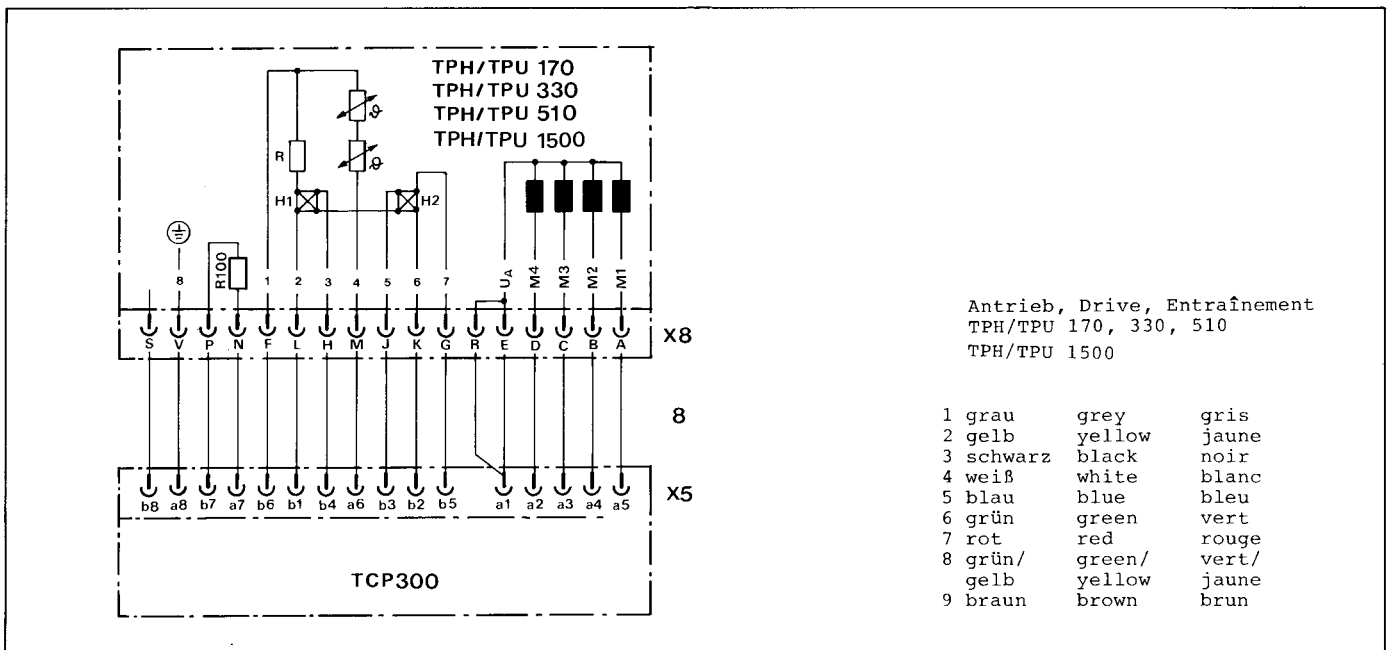 TPH/TPU 170
TPH/TPU 330
TPH/TPU 510
TPH/TPU 1500
ϑ
ϑ
R
H1
H2
R100
8
1
2
3
4
5
6
7
UA
M4
M3
M2
M1
S V P N F L H M J K G R E D C B A
X8
8
b8 a8 b7 a7 b6 b1 b4 a6 b3 b2 b5 a1 a2 a3 a4 a5
X5
TCP300
Antrieb, Drive, Entraînement
TPH/TPU 170, 330, 510
TPH/TPU 1500
1 grau grey gris
2 gelb yellow jaune
3 schwarz black noir
4 weiß white blanc
5 blau blue bleu
6 grün green vert
7 rot red rouge
8 grün/ green/ vert/
gelb yellow jaune
9 braun brown brun